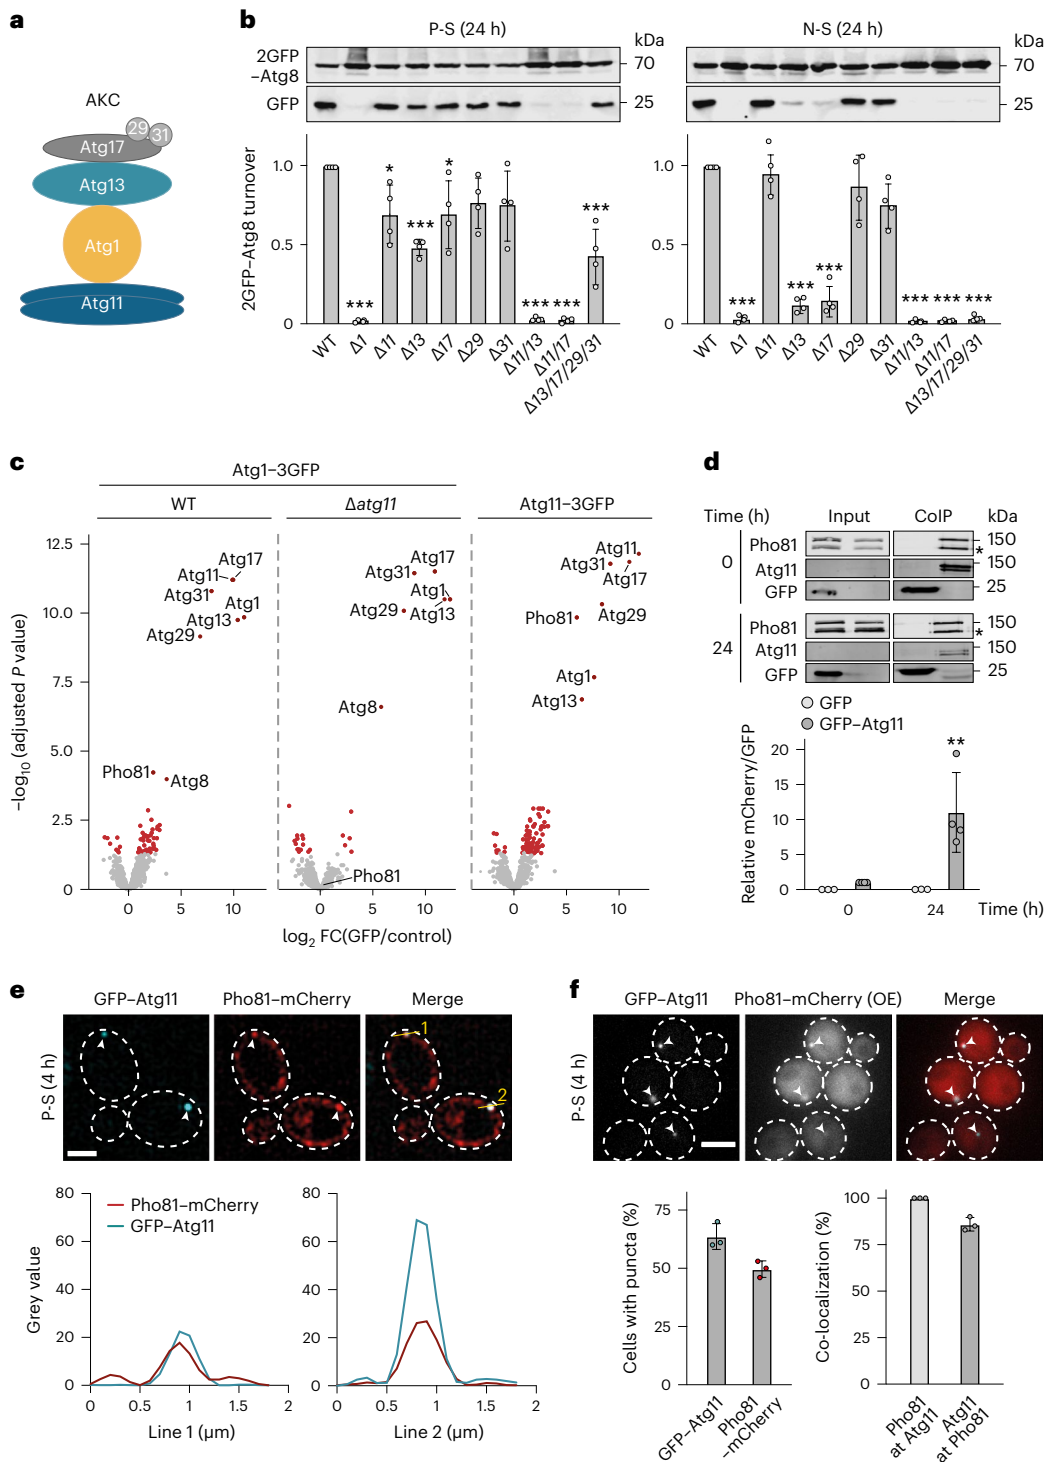 a
AKC
29
31
Atg17
Atg13
Atg1
Atg11
b
P-S (24 h)
N-S (24 h)
kDa
kDa
2GFP
–Atg8
70
70
GFP
25
25
2GFP–Atg8 turnover
1.0
0.5
0
*
***
***
*
***
***
***
WT
Δ1
Δ11
Δ13
Δ17
Δ29
Δ31
Δ11/13
Δ11/17
Δ13/17/29/31
1.0
0.5
0
***
***
***
***
***
***
WT
Δ1
Δ11
Δ13
Δ17
Δ29
Δ31
Δ11/13
Δ11/17
Δ13/17/29/31
c
Atg1–3GFP
WT
Δatg11
Atg11–3GFP
–log10 (adjusted P value)
12.5
10.0
7.5
5.0
2.5
0
Atg17
Atg11
Atg31
Atg1
Atg13
Atg29
Pho81
Atg8
Atg17
Atg31
Atg1
Atg29
Atg13
Atg8
Pho81
Atg11
Atg31
Atg17
Pho81
Atg29
Atg1
Atg13
0 5 10
0 5 10
0 5 10
log2 FC(GFP/control)
d
Time (h)
Input
CoIP
kDa
0
Pho81
150
*
Atg11
150
GFP
25
24
Pho81
150
*
Atg11
150
GFP
25
GFP
GFP–Atg11
Relative mCherry/GFP
20
15
10
5
0
**
0
24
Time (h)
e
GFP–Atg11
Pho81–mCherry
Merge
P-S (4 h)
1
2
Grey value
80
60
40
20
0
Pho81–mCherry
GFP–Atg11
0 0.5 1 1.5 2
Line 1 (μm)
80
60
40
20
0
0 0.5 1 1.5 2
Line 2 (μm)
f
GFP–Atg11
Pho81–mCherry (OE)
Merge
P-S (4 h)
Cells with puncta (%)
75
50
25
0
GFP–Atg11
Pho81
–mCherry
Co-localization (%)
100
75
25
0
Pho81
at Atg11
Atg11
at Pho81